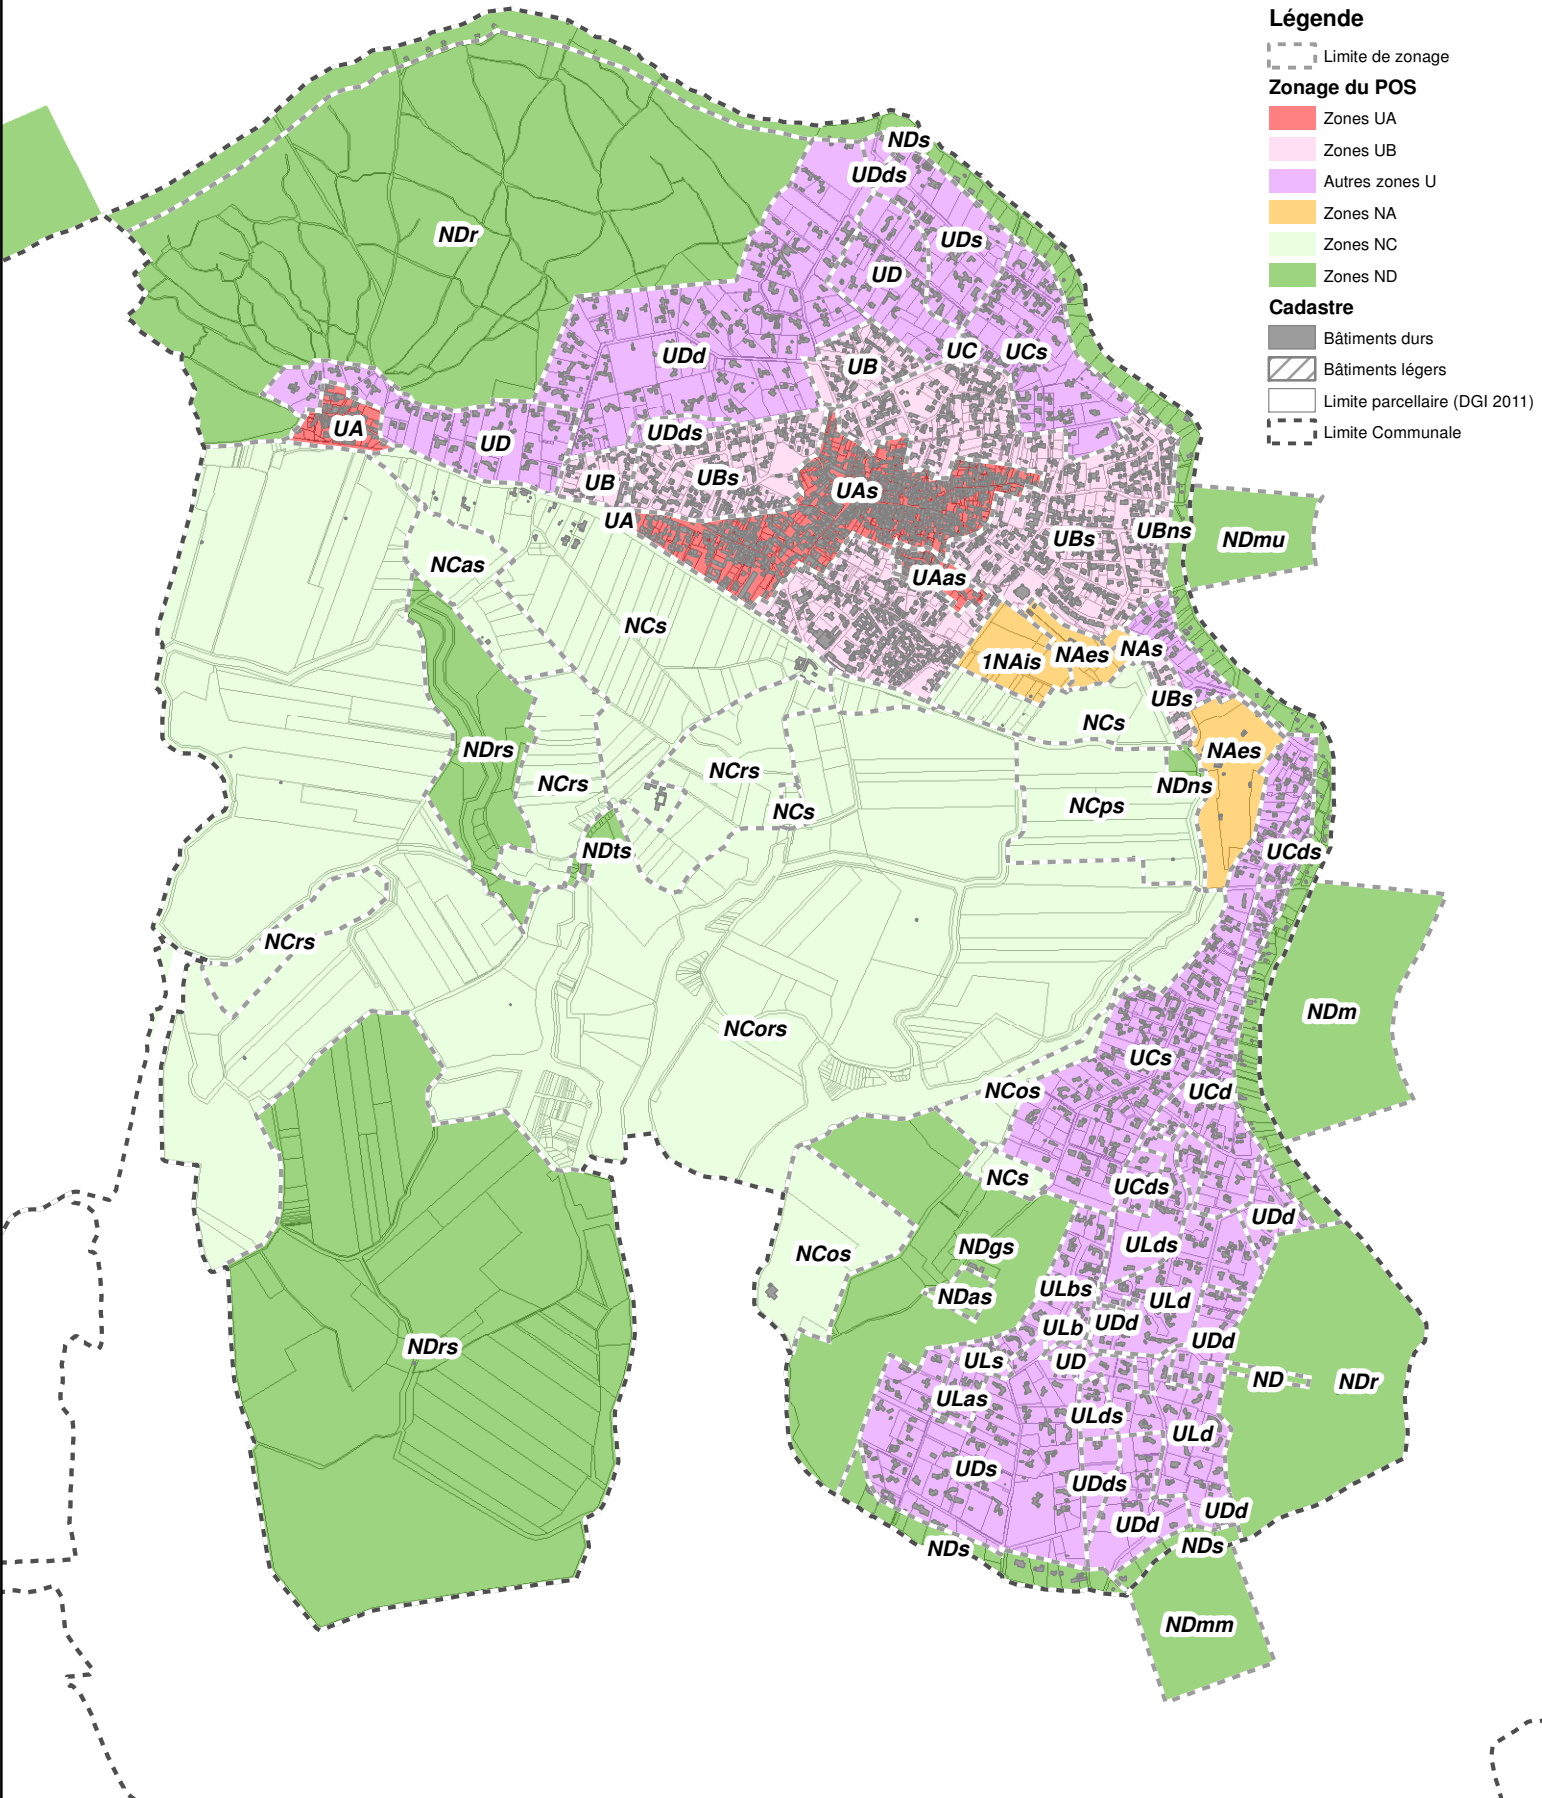 Légende
Limite de zonage
Zonage du POS
Zones UA
Zones UB
Autres zones U
Zones NA
Zones NC
Zones ND
Cadastre
Bâtiments durs
Bâtiments légers
Limite parcellaire (DGI 2011)
Limite Communale
NDs
UDds
NDr
UDs
UD
UDd
UB
UC
UCs
UA
UD
UDds
UB
UBs
UAs
UA
UBs
UBns
NDmu
NCas
UAas
NCs
1NAis
NAes
NAs
UBs
NCs
NDrs
NAes
NCrs
NCrs
NDns
NCs
NCps
NDts
UCds
NCrs
NDm
NCors
UCs
NCos
UCd
NCs
UCds
UDd
NCos
NDgs
ULds
NDas
ULbs
ULd
ULb
UDd
UDd
NDrs
ULs
UD
ND
NDr
ULas
ULds
ULd
UDs
UDds
UDd
UDd
NDs
NDs
NDmm